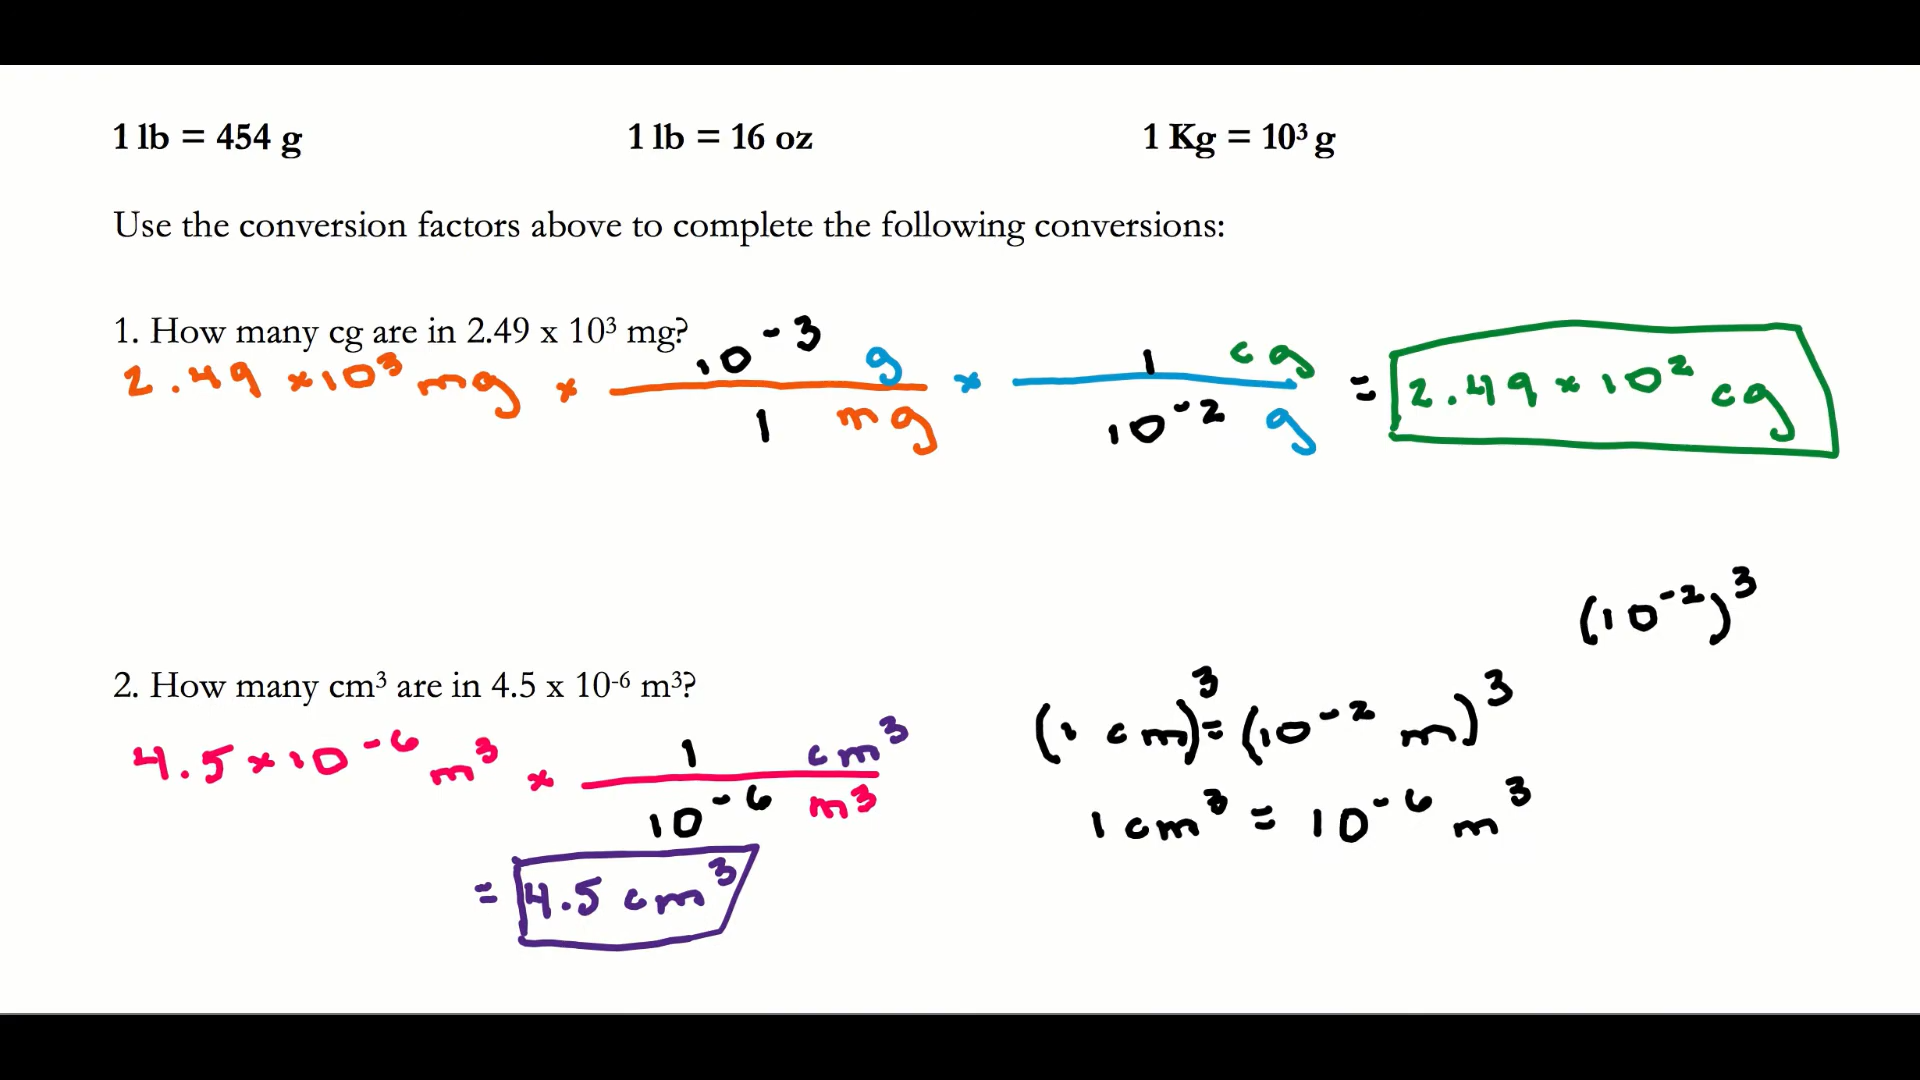 1 lb = 454 g 1 lb = 16 oz 1 Kg = 10³ g
Use the conversion factors above to complete the following conversions:
1. How many cg are in 2.49 x 10³ mg?
2.49 × 10³ mg × 10⁻³ g / 1 mg × 1 cg / 10⁻² g = 2.49 × 10² cg
(10⁻²)³
2. How many cm³ are in 4.5 x 10⁻⁶ m³?
(1 cm)³ = (10⁻² m)³
4.5 × 10⁻⁶ m³ × 1 cm³ / 10⁻⁶ m³
1 cm³ = 10⁻⁶ m³
= 4.5 cm³